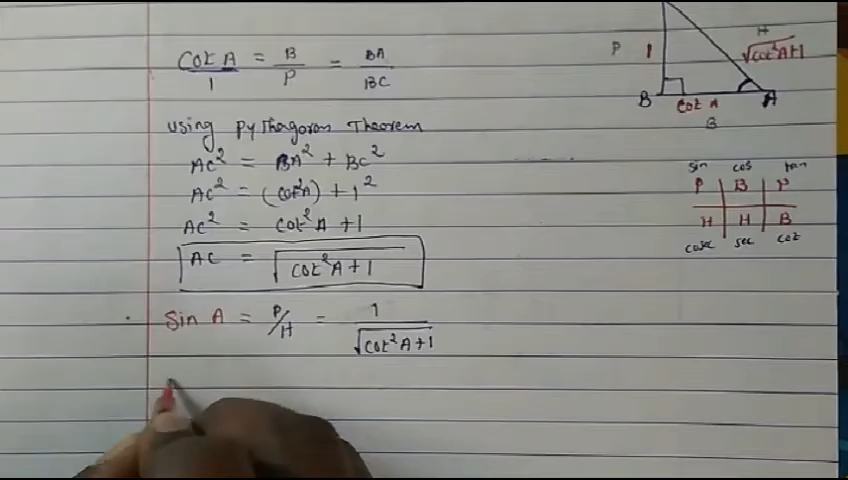 Cot A / 1 = B / P = BA / BC
using pythagoron Theorem
AC² = BA² + BC²
AC² = (cot²A) + 1²
AC² = cot²A + 1
AC = √cot²A + 1
Sin A = P/H = 1 / √cot²A + 1
H
P 1 √cot²A+1
B cot A A
B
sin cos tan
P B P
H H B
cosec sec cot